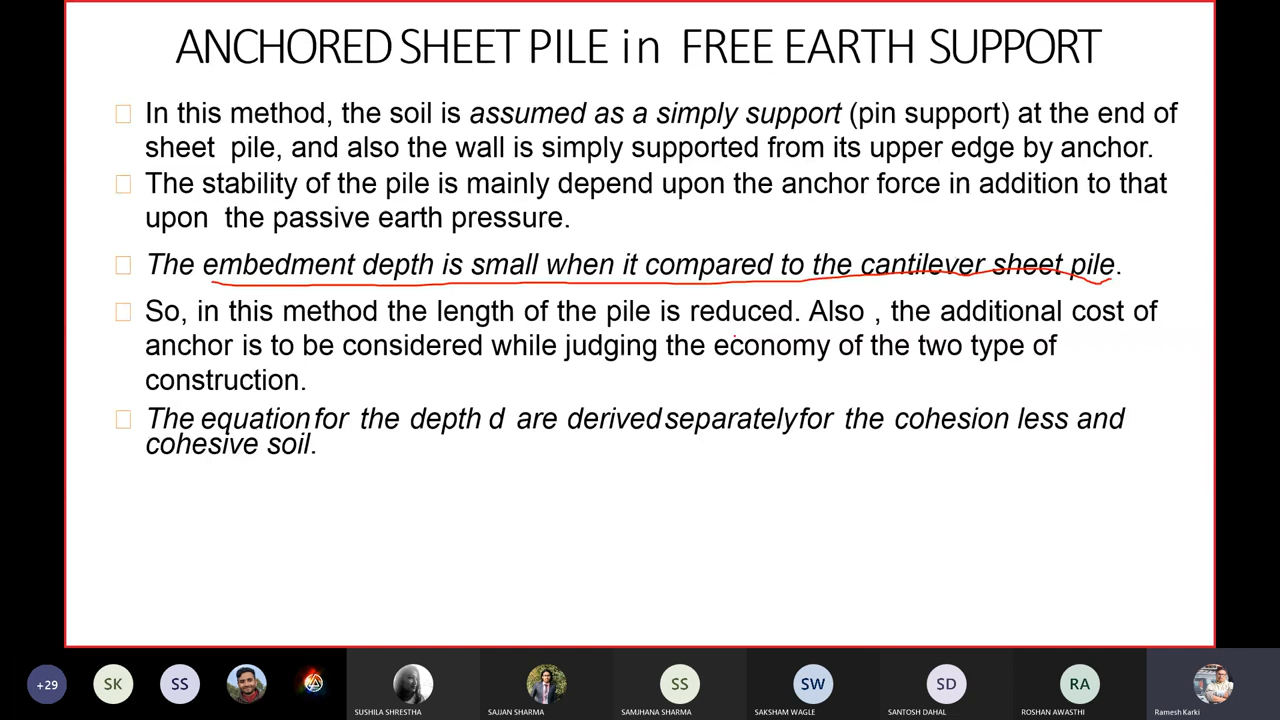 ANCHORED SHEET PILE in FREE EARTH SUPPORT
In this method, the soil is assumed as a simply support (pin support) at the end of
sheet pile, and also the wall is simply supported from its upper edge by anchor.
The stability of the pile is mainly depend upon the anchor force in addition to that
upon the passive earth pressure.
The embedment depth is small when it compared to the cantilever sheet pile.
So, in this method the length of the pile is reduced. Also , the additional cost of
anchor is to be considered while judging the economy of the two type of
construction.
The equation for the depth d are derived separately for the cohesion less and
cohesive soil.
+29 SK SS SS SW SD RA
SUSHILA SHRESTHA SAJJAN SHARMA SAMJHANA SHARMA SAKSHAM WAGLE SANTOSH DAHAL ROSHAN AWASTHI Ramesh Karki